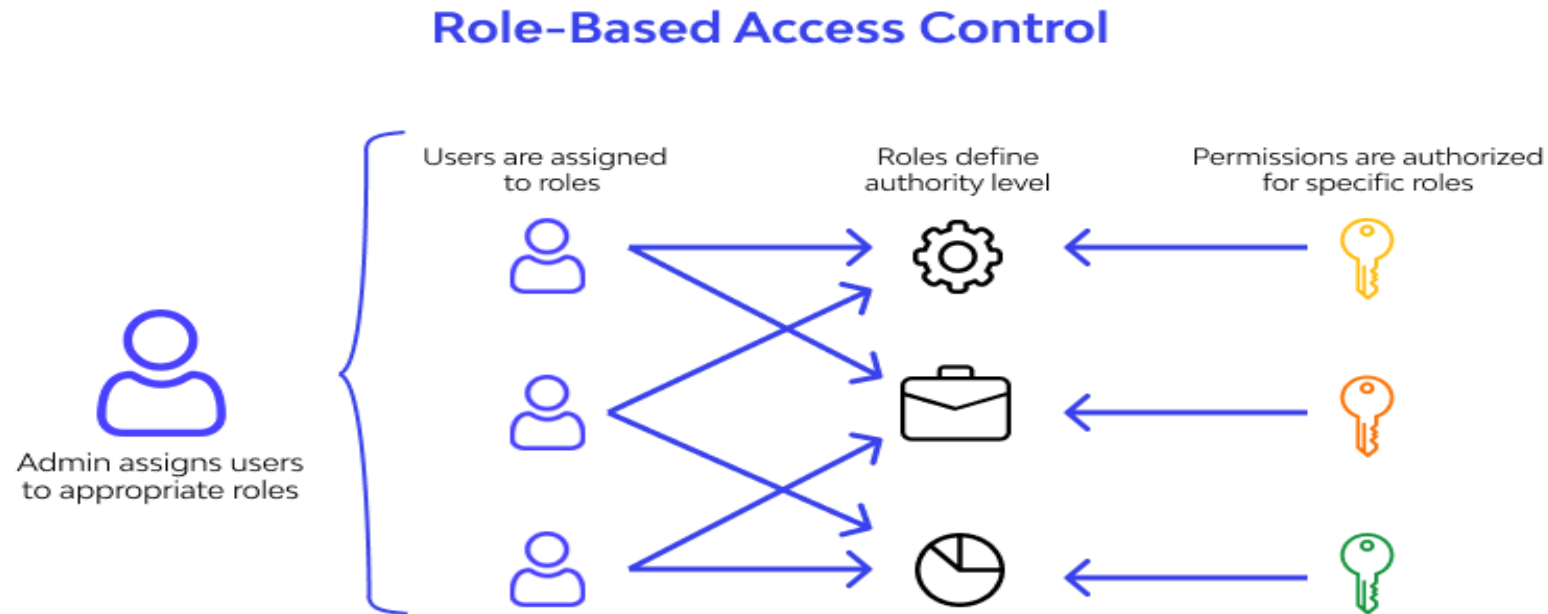 Role-Based Access Control
Users are assigned
to roles
Roles define
authority level
Permissions are authorized
for specific roles
Admin assigns users
to appropriate roles